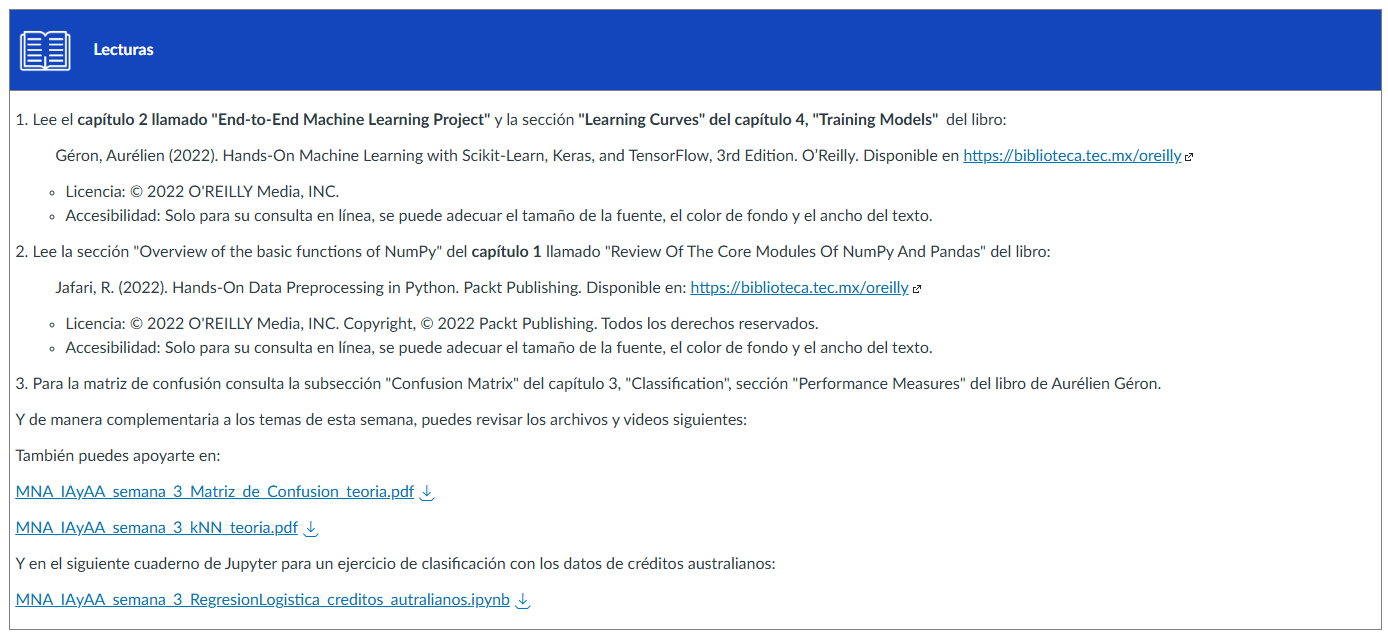 Lecturas
1. Lee el capítulo 2 llamado "End-to-End Machine Learning Project" y la sección "Learning Curves" del capítulo 4, "Training Models" del libro:
Géron, Aurélien (2022). Hands-On Machine Learning with Scikit-Learn, Keras, and TensorFlow, 3rd Edition. O’Reilly. Disponible en https://biblioteca.tec.mx/oreilly
Licencia: © 2022 O'REILLY Media, INC.
Accesibilidad: Solo para su consulta en línea, se puede adecuar el tamaño de la fuente, el color de fondo y el ancho del texto.
2. Lee la sección "Overview of the basic functions of NumPy" del capítulo 1 llamado "Review Of The Core Modules Of NumPy And Pandas" del libro:
Jafari, R. (2022). Hands-On Data Preprocessing in Python. Packt Publishing. Disponible en: https://biblioteca.tec.mx/oreilly
Licencia: © 2022 O'REILLY Media, INC. Copyright, © 2022 Packt Publishing. Todos los derechos reservados.
Accesibilidad: Solo para su consulta en línea, se puede adecuar el tamaño de la fuente, el color de fondo y el ancho del texto.
3. Para la matriz de confusión consulta la subsección "Confusion Matrix" del capítulo 3, "Classification", sección "Performance Measures" del libro de Aurélien Géron.
Y de manera complementaria a los temas de esta semana, puedes revisar los archivos y videos siguientes:
También puedes apoyarte en:
MNA_IAyAA_semana_3_Matriz_de_Confusion_teoria.pdf
MNA_IAyAA_semana_3_kNN_teoria.pdf
Y en el siguiente cuaderno de Jupyter para un ejercicio de clasificación con los datos de créditos australianos:
MNA_IAyAA_semana_3_RegresionLogistica_creditos_autralianos.ipynb